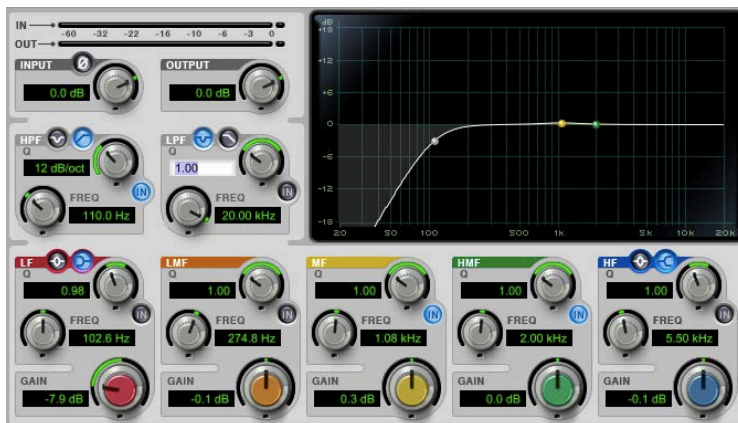 IN -60 -32 -22 -16 -10 -6 -3 0
OUT
INPUT Ø OUTPUT
0.0 dB 0.0 dB
HPF LPF
Q Q
12 dB/oct 1.00
IN IN
FREQ FREQ
110.0 Hz 20.00 kHz
dB
+18
+12
+6
0
-6
-12
-18
20 50 100 500 1k 5k 10k 20k
LF LMF MF HMF HF
Q Q Q Q Q
0.98 1.00 1.00 1.00 1.00
IN IN IN IN IN
FREQ FREQ FREQ FREQ FREQ
102.6 Hz 274.8 Hz 1.08 kHz 2.00 kHz 5.50 kHz
GAIN GAIN GAIN GAIN GAIN
-7.9 dB -0.1 dB 0.3 dB 0.0 dB -0.1 dB